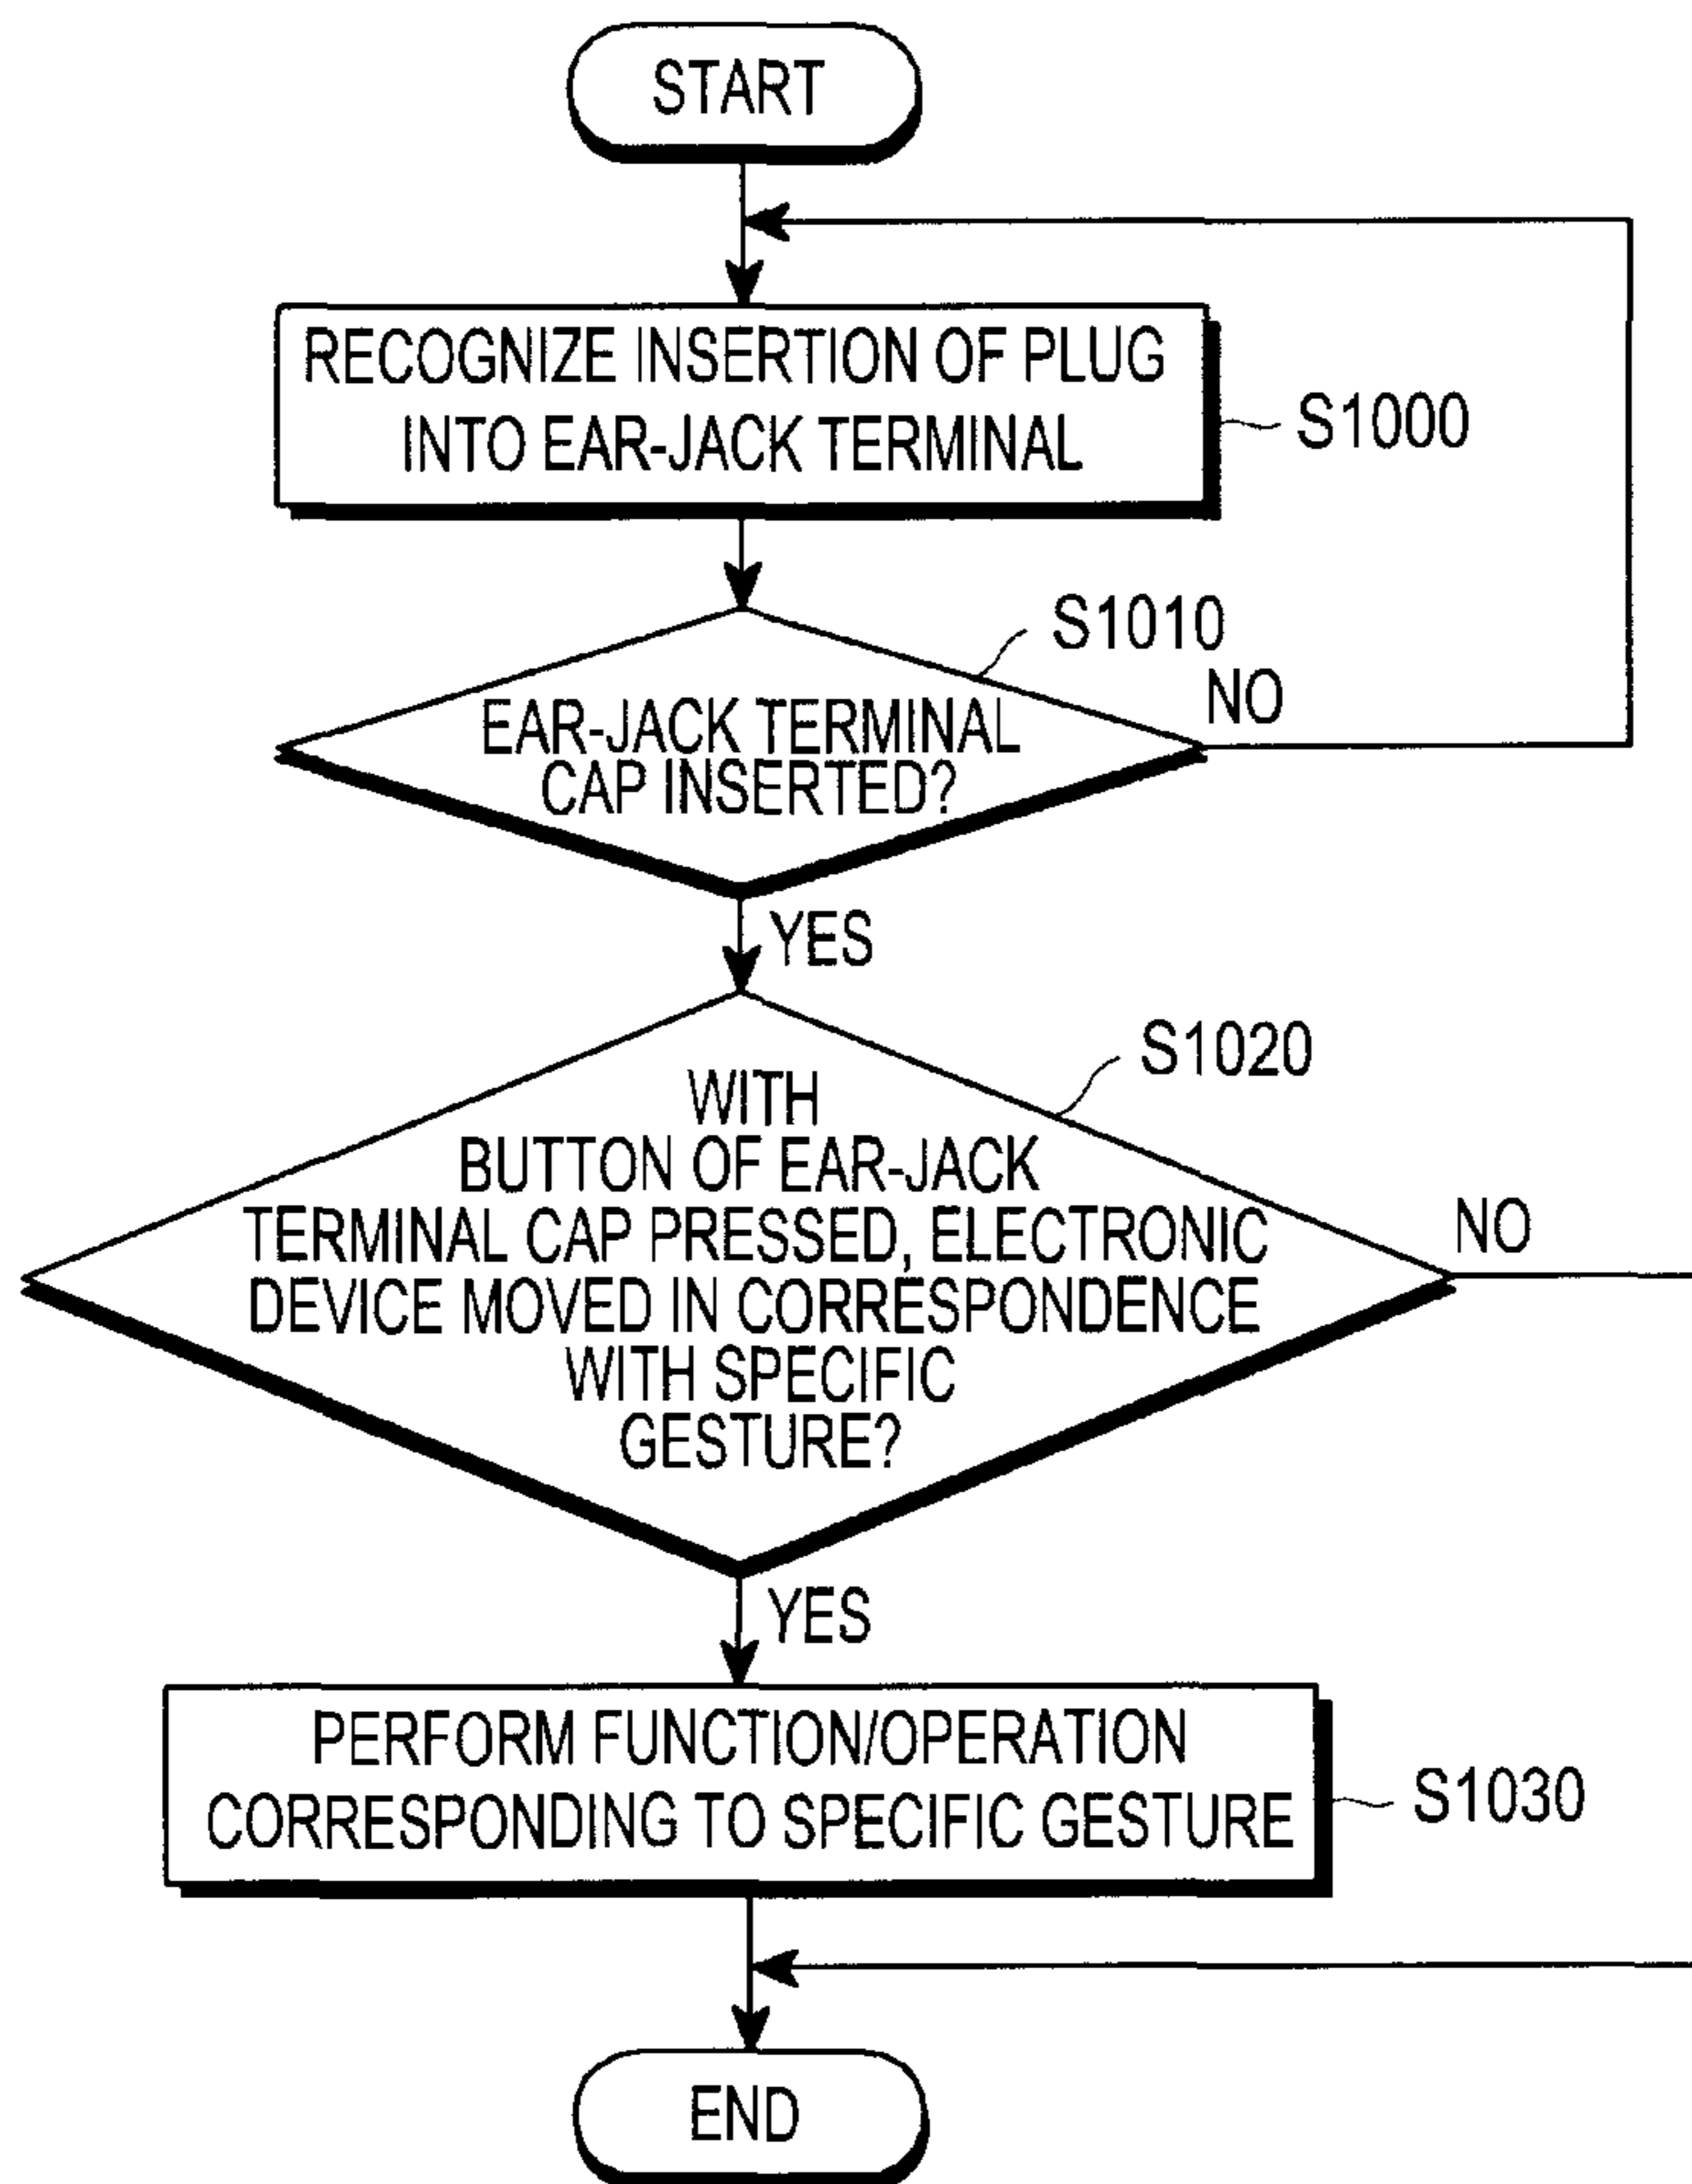 START
RECOGNIZE INSERTION OF PLUG
INTO EAR-JACK TERMINAL
S1000
S1010
EAR-JACK TERMINAL
CAP INSERTED?
NO
YES
S1020
WITH
BUTTON OF EAR-JACK
TERMINAL CAP PRESSED, ELECTRONIC
DEVICE MOVED IN CORRESPONDENCE
WITH SPECIFIC
GESTURE?
NO
YES
PERFORM FUNCTION/OPERATION
CORRESPONDING TO SPECIFIC GESTURE
S1030
END